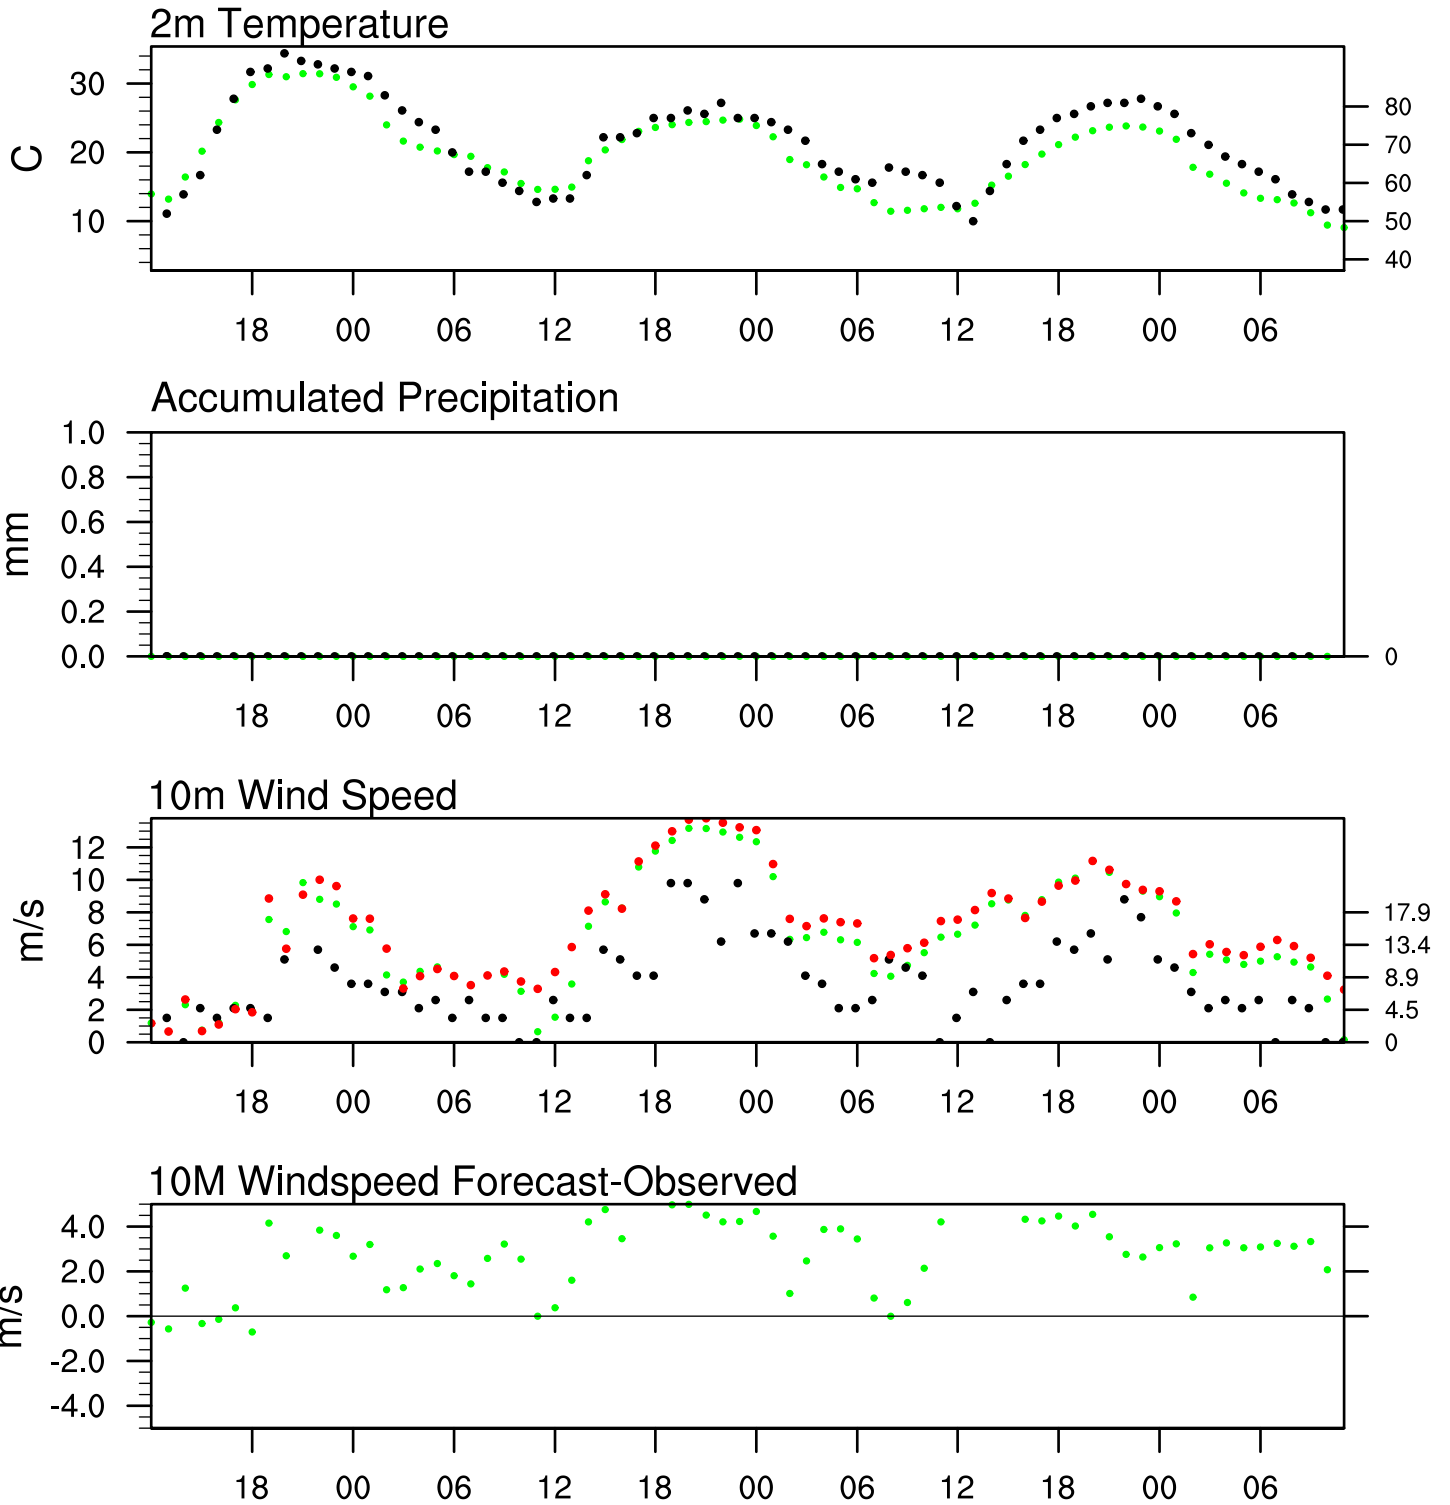 2m Temperature
30
20
10
C
80
70
60
50
40
18 00 06 12 18 00 06 12 18 00 06
Accumulated Precipitation
1.0
0.8
0.6
0.4
0.2
0.0
mm
0
18 00 06 12 18 00 06 12 18 00 06
10m Wind Speed
12
10
8
6
4
2
0
m/s
17.9
13.4
8.9
4.5
0
18 00 06 12 18 00 06 12 18 00 06
10M Windspeed Forecast-Observed
4.0
2.0
0.0
-2.0
-4.0
m/s
18 00 06 12 18 00 06 12 18 00 06